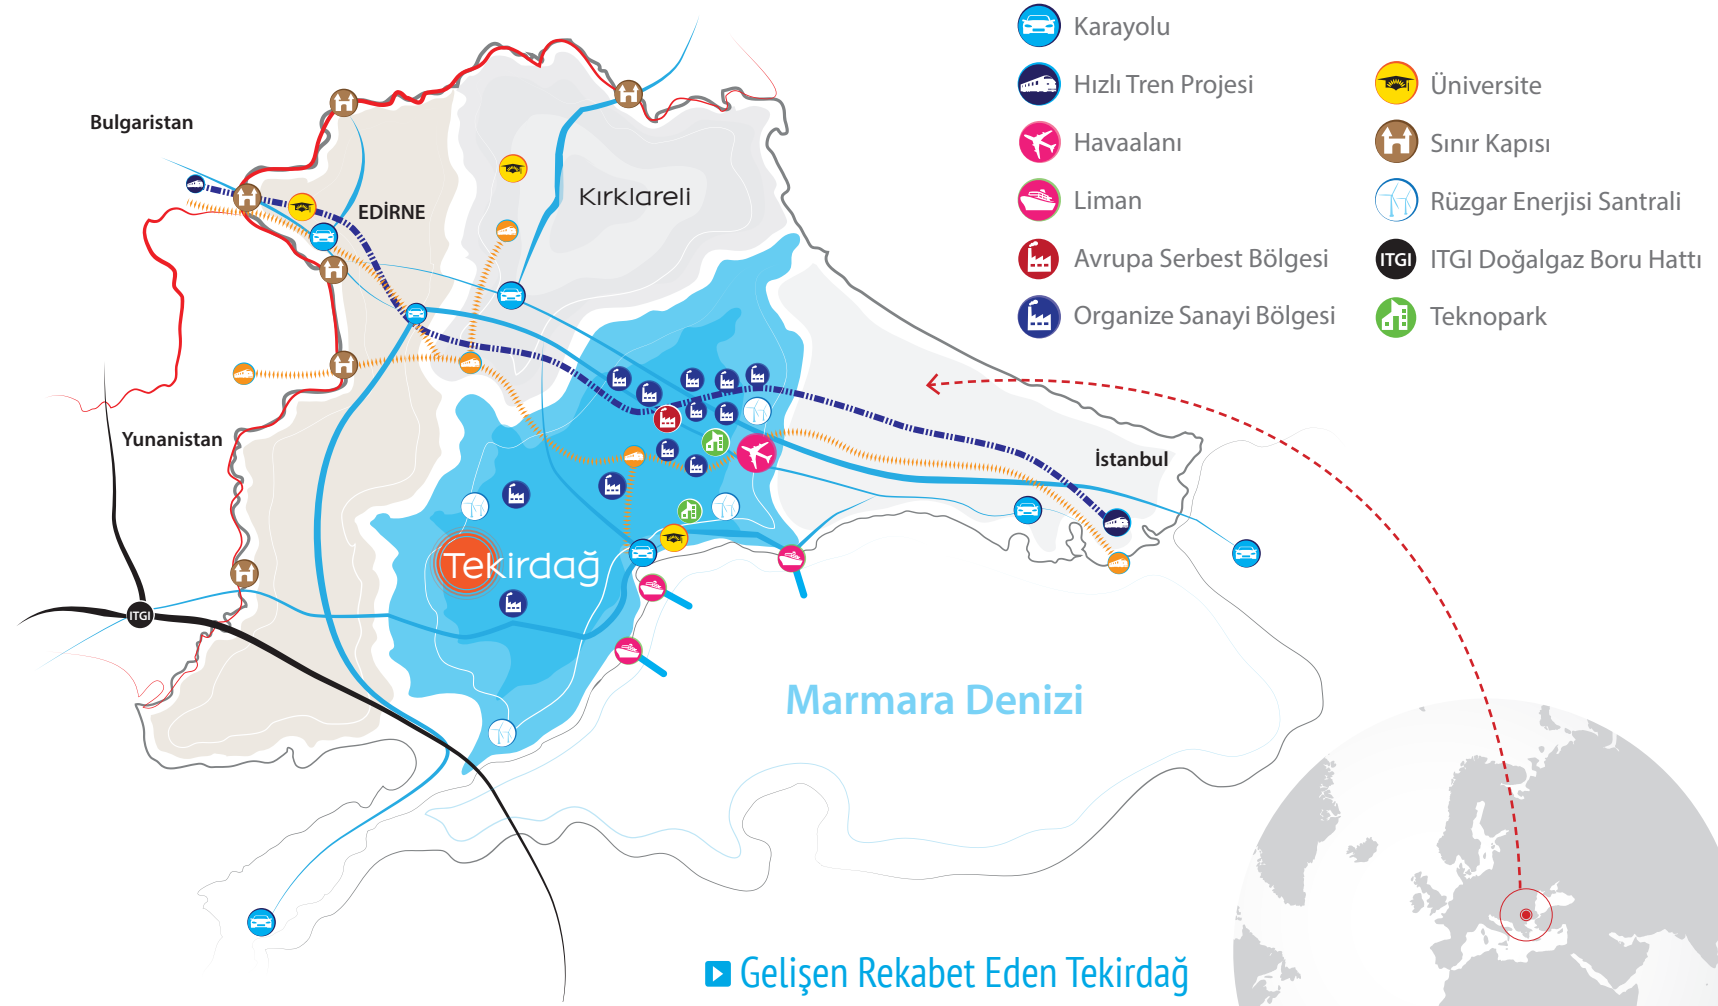 Karayolu
Hızlı Tren Projesi
Havaalanı
Liman
Avrupa Serbest Bölgesi
Organize Sanayi Bölgesi
Üniversite
Sınır Kapısı
Rüzgar Enerjisi Santrali
ITGI
ITGI Doğalgaz Boru Hattı
Teknopark
Bulgaristan
EDİRNE
Kırklareli
Yunanistan
İstanbul
Tekirdağ
ITGI
Marmara Denizi
Gelişen Rekabet Eden Tekirdağ